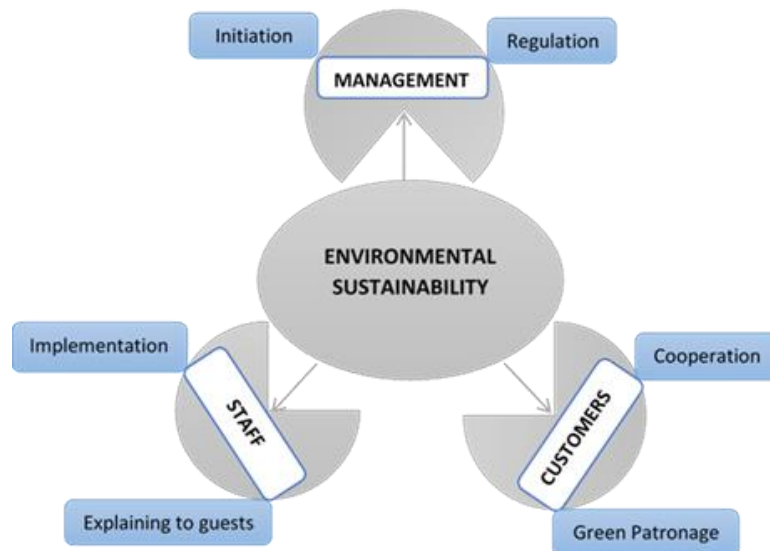 Initiation
Regulation
MANAGEMENT
ENVIRONMENTAL
SUSTAINABILITY
Implementation
Cooperation
STAFF
CUSTOMERS
Explaining to guests
Green Patronage